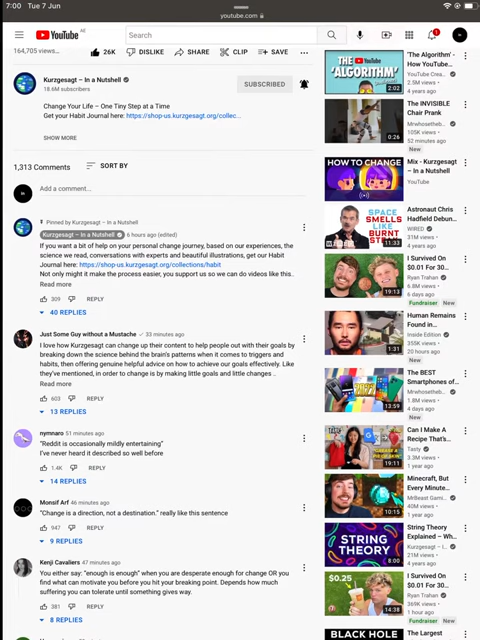 7:00 Tue 7 Jun
youtube.com
YouTube AE
Search
1
164,705 views...
26K DISLIKE SHARE CLIP SAVE ...
Kurzgesagt – In a Nutshell
18.6M subscribers
SUBSCRIBED
Change Your Life – One Tiny Step at a Time
Get your Habit Journal here: https://shop-us.kurzgesagt.org/collec...
SHOW MORE
1,313 Comments SORT BY
Add a comment...
Pinned by Kurzgesagt – In a Nutshell
Kurzgesagt – In a Nutshell 6 hours ago (edited)
If you want a bit of help on your personal change journey, based on our experiences, the
science we read, conversations with experts and beautiful illustrations, get our Habit
Journal here: https://shop-us.kurzgesagt.org/collections/habit
Not only might it make the process easier, you support us so we can do videos like this..
Read more
309 REPLY
40 REPLIES
Just Some Guy without a Mustache 33 minutes ago
I love how Kurzgesagt can change up their content to help people out with their goals by
breaking down the science behind the brain's patterns when it comes to triggers and
habits, then offering genuine helpful advice on how to achieve our goals effectively. Like
they've mentioned, in order to change is by making little goals and little changes ..
Read more
603 REPLY
13 REPLIES
nymnaro 51 minutes ago
"Reddit is occasionally mildly entertaining"
I've never heard it described so well before
1.4K REPLY
14 REPLIES
Monsif Arf 46 minutes ago
"Change is a direction, not a destination." really like this sentence
947 REPLY
9 REPLIES
Kenji Cavaliers 47 minutes ago
You either say: "enough is enough" when you are desperate enough for change OR you
find what can motivate you before you hit your breaking point. Depends how much
suffering you can tolerate until something gives way.
381 REPLY
8 REPLIES
THE YouTube
'ALGORITHM'
2:02
'The Algorithm' -
How YouTube...
YouTube Crea...
2.5M views •
4 years ago
0:26
The INVISIBLE
Chair Prank
Mrwhosetheb...
105K views •
52 minutes ago
New
HOW TO CHANGE
Mix - Kurzgesagt
– In a Nutshell
YouTube
SPACE
SMELLS
LIKE
BURNT
STEAK
11:33
Astronaut Chris
Hadfield Debun...
WIRED
31M views •
4 years ago
19:13
I Survived On
$0.01 For 30...
Ryan Trahan
6.8M views •
6 days ago
Fundraiser New
1:31
Human Remains
Found in...
Inside Edition
355K views •
20 hours ago
New
13:59
The BEST
Smartphones of...
Mrwhosetheb...
1.8M views •
4 days ago
New
19:11
Can I Make A
Recipe That's...
Tasty
3.3M views •
1 year ago
10:15
Minecraft, But
Every Minute...
MrBeast Gami...
1 year ago
STRING
THEORY
8:00
String Theory
Explained – Wh...
Kurzgesagt – I...
21M views •
4 years ago
$0.25
14:38
I Survived On
$0.01 For 30...
Ryan Trahan
369K views •
1 hour ago
Fundraiser New
BLACK HOLE
The Largest